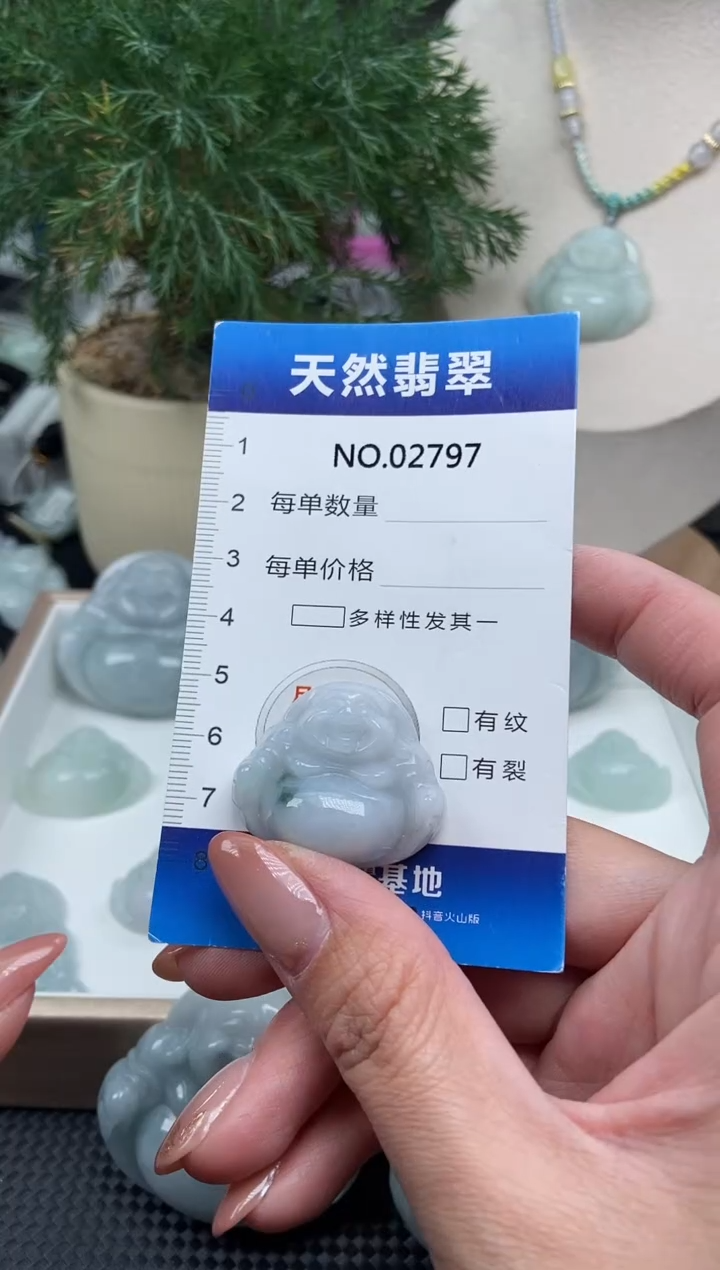 天然翡翠
NO.02797
1
2 每单数量
3 每单价格
4 多样性发其一
5
6 有纹
7 有裂
8
基地
抖音火山版